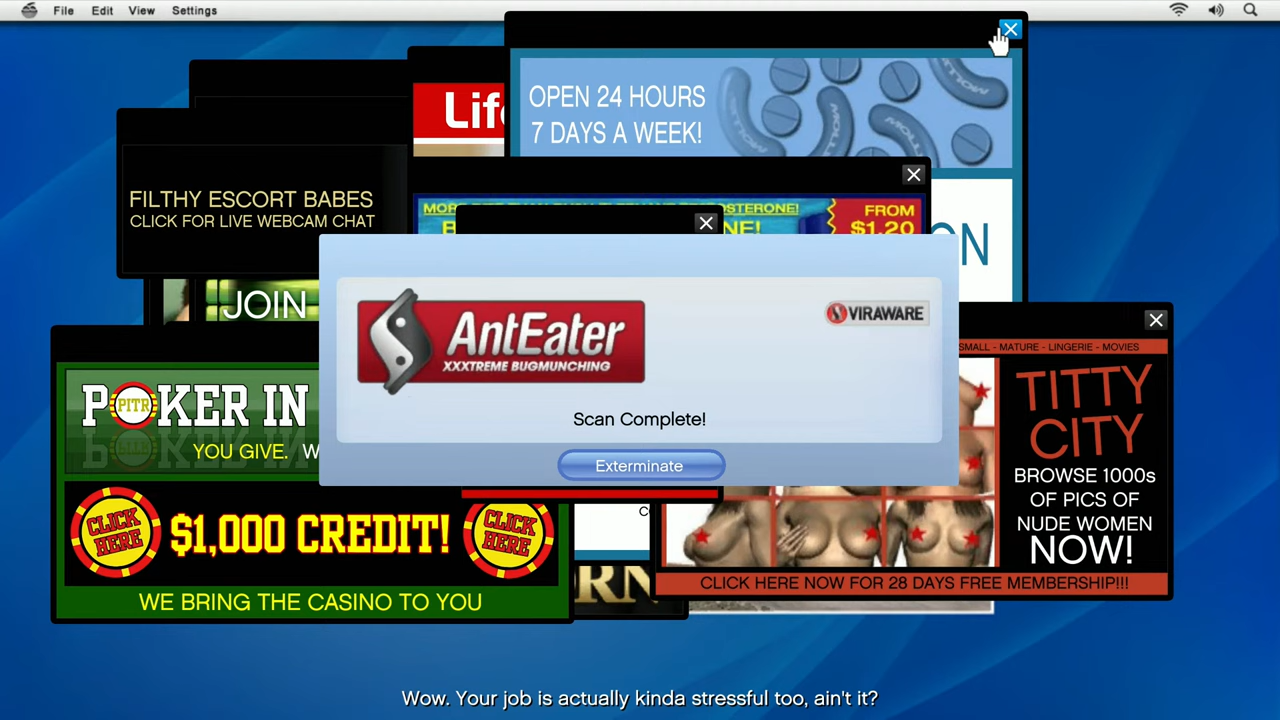 File Edit View Settings
OPEN 24 HOURS
7 DAYS A WEEK!
FILTHY ESCORT BABES
CLICK FOR LIVE WEBCAM CHAT
FROM
$1.20
JOIN
AntEater
XXXTREME BUGMUNCHING
VIRAWARE
Scan Complete!
Exterminate
POKER IN
PITR
YOU GIVE.
CLICK HERE
$1,000 CREDIT!
CLICK HERE
WE BRING THE CASINO TO YOU
SMALL - MATURE - LINGERIE - MOVIES
TITTY
CITY
BROWSE 1000s
OF PICS OF
NUDE WOMEN
NOW!
CLICK HERE NOW FOR 28 DAYS FREE MEMBERSHIP!!!
Wow. Your job is actually kinda stressful too, ain't it?